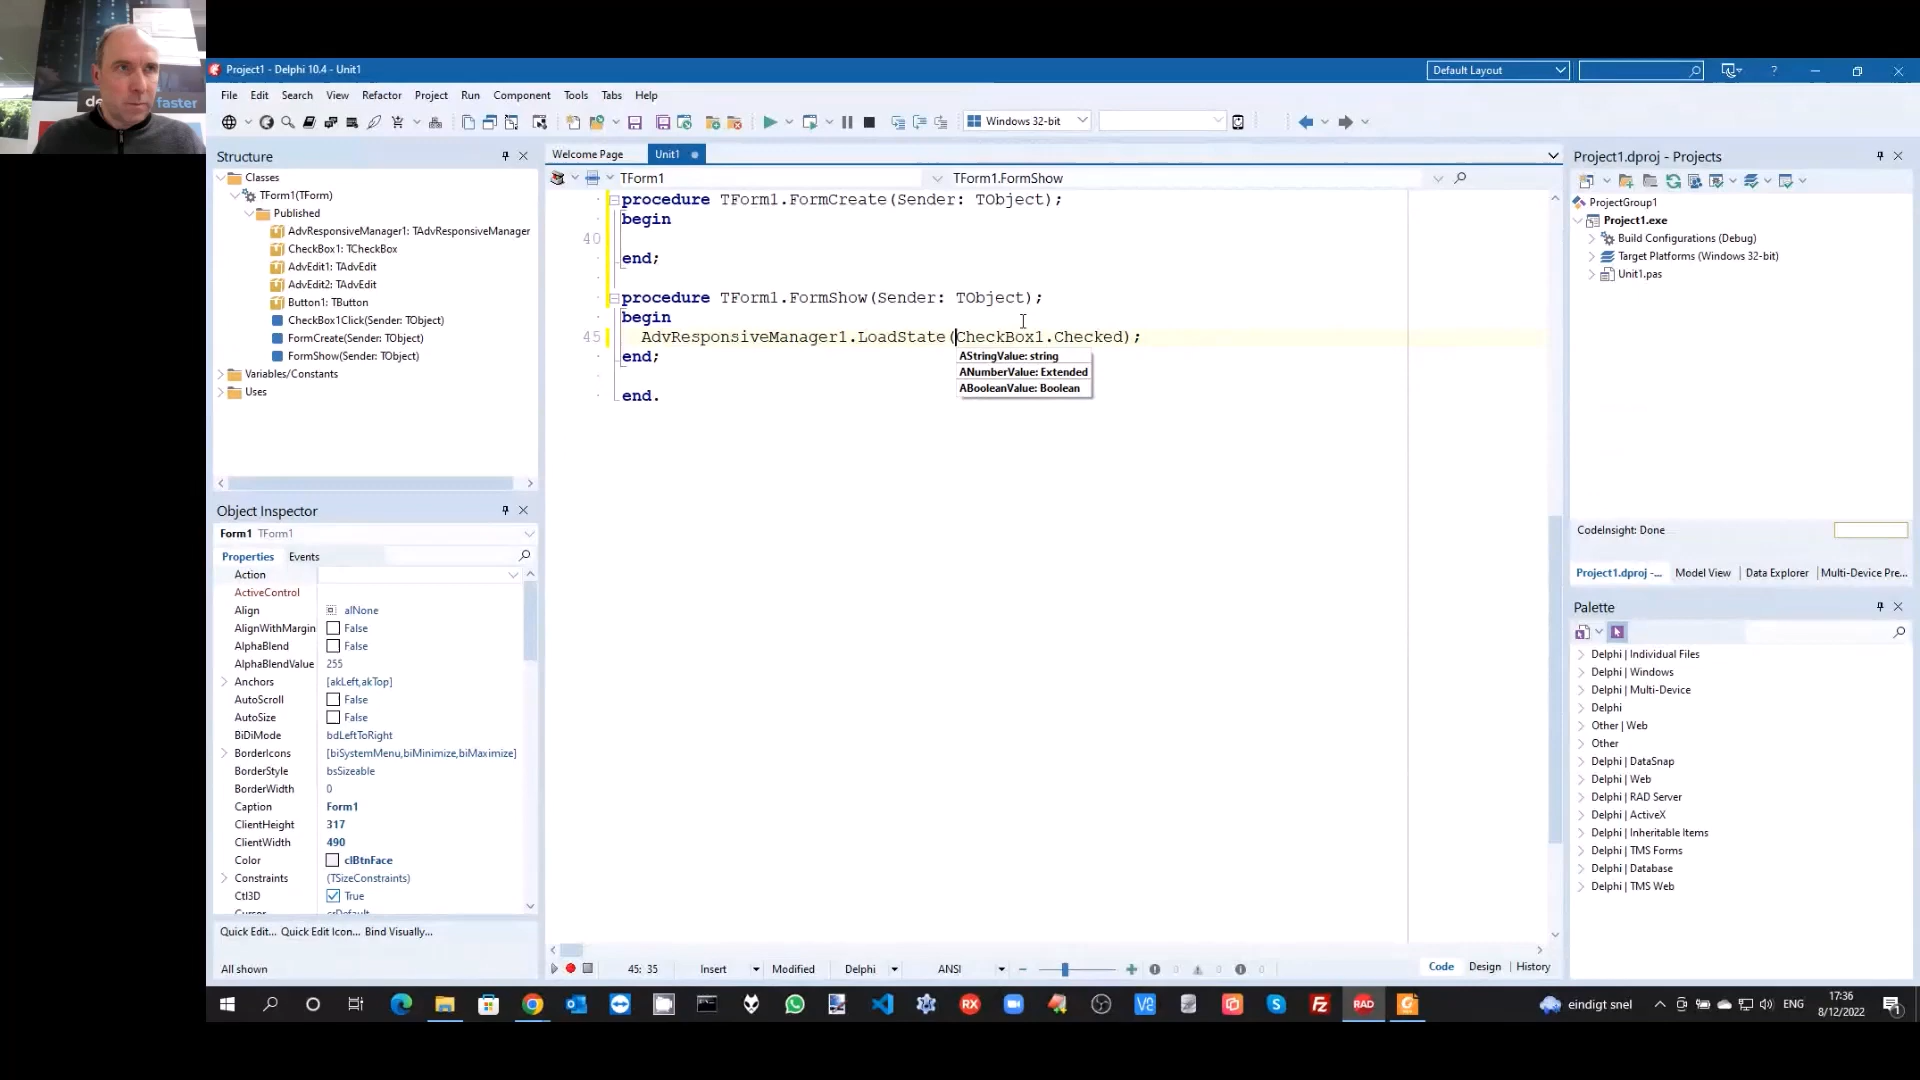 Project1 - Delphi 10.4 - Unit1
Default Layout
File Edit Search View Refactor Project Run Component Tools Tabs Help
Windows 32-bit
Structure
Classes
TForm1(TForm)
Published
AdvResponsiveManager1: TAdvResponsiveManager
CheckBox1: TCheckBox
AdvEdit1: TAdvEdit
AdvEdit2: TAdvEdit
Button1: TButton
CheckBox1Click(Sender: TObject)
FormCreate(Sender: TObject)
FormShow(Sender: TObject)
Variables/Constants
Uses
Object Inspector
Form1 TForm1
Properties Events
Action
ActiveControl
Align alNone
AlignWithMargin False
AlphaBlend False
AlphaBlendValue 255
Anchors [akLeft,akTop]
AutoScroll False
AutoSize False
BiDiMode bdLeftToRight
BorderIcons [biSystemMenu,biMinimize,biMaximize]
BorderStyle bsSizeable
BorderWidth 0
Caption Form1
ClientHeight 317
ClientWidth 490
Color clBtnFace
Constraints (TSizeConstraints)
Ctl3D True
Cursor crDefault
Quick Edit... Quick Edit Icon... Bind Visually...
All shown
Welcome Page Unit1
TForm1 TForm1.FormShow
procedure TForm1.FormCreate(Sender: TObject);
begin
40
end;
procedure TForm1.FormShow(Sender: TObject);
begin
45 AdvResponsiveManager1.LoadState(CheckBox1.Checked);
end;
AStringValue: string
ANumberValue: Extended
ABooleanValue: Boolean
end.
45: 35 Insert Modified Delphi ANSI 0 0 0
Code Design History
Project1.dproj - Projects
ProjectGroup1
Project1.exe
Build Configurations (Debug)
Target Platforms (Windows 32-bit)
Unit1.pas
CodeInsight: Done
Project1.dproj -... Model View Data Explorer Multi-Device Pre...
Palette
Delphi | Individual Files
Delphi | Windows
Delphi | Multi-Device
Delphi
Other | Web
Other
Delphi | DataSnap
Delphi | Web
Delphi | RAD Server
Delphi | ActiveX
Delphi | Inheritable Items
Delphi | TMS Forms
Delphi | Database
Delphi | TMS Web
RX
VC
Fz
RAD
eindigt snel
ENG
17:36
8/12/2022
1
faster